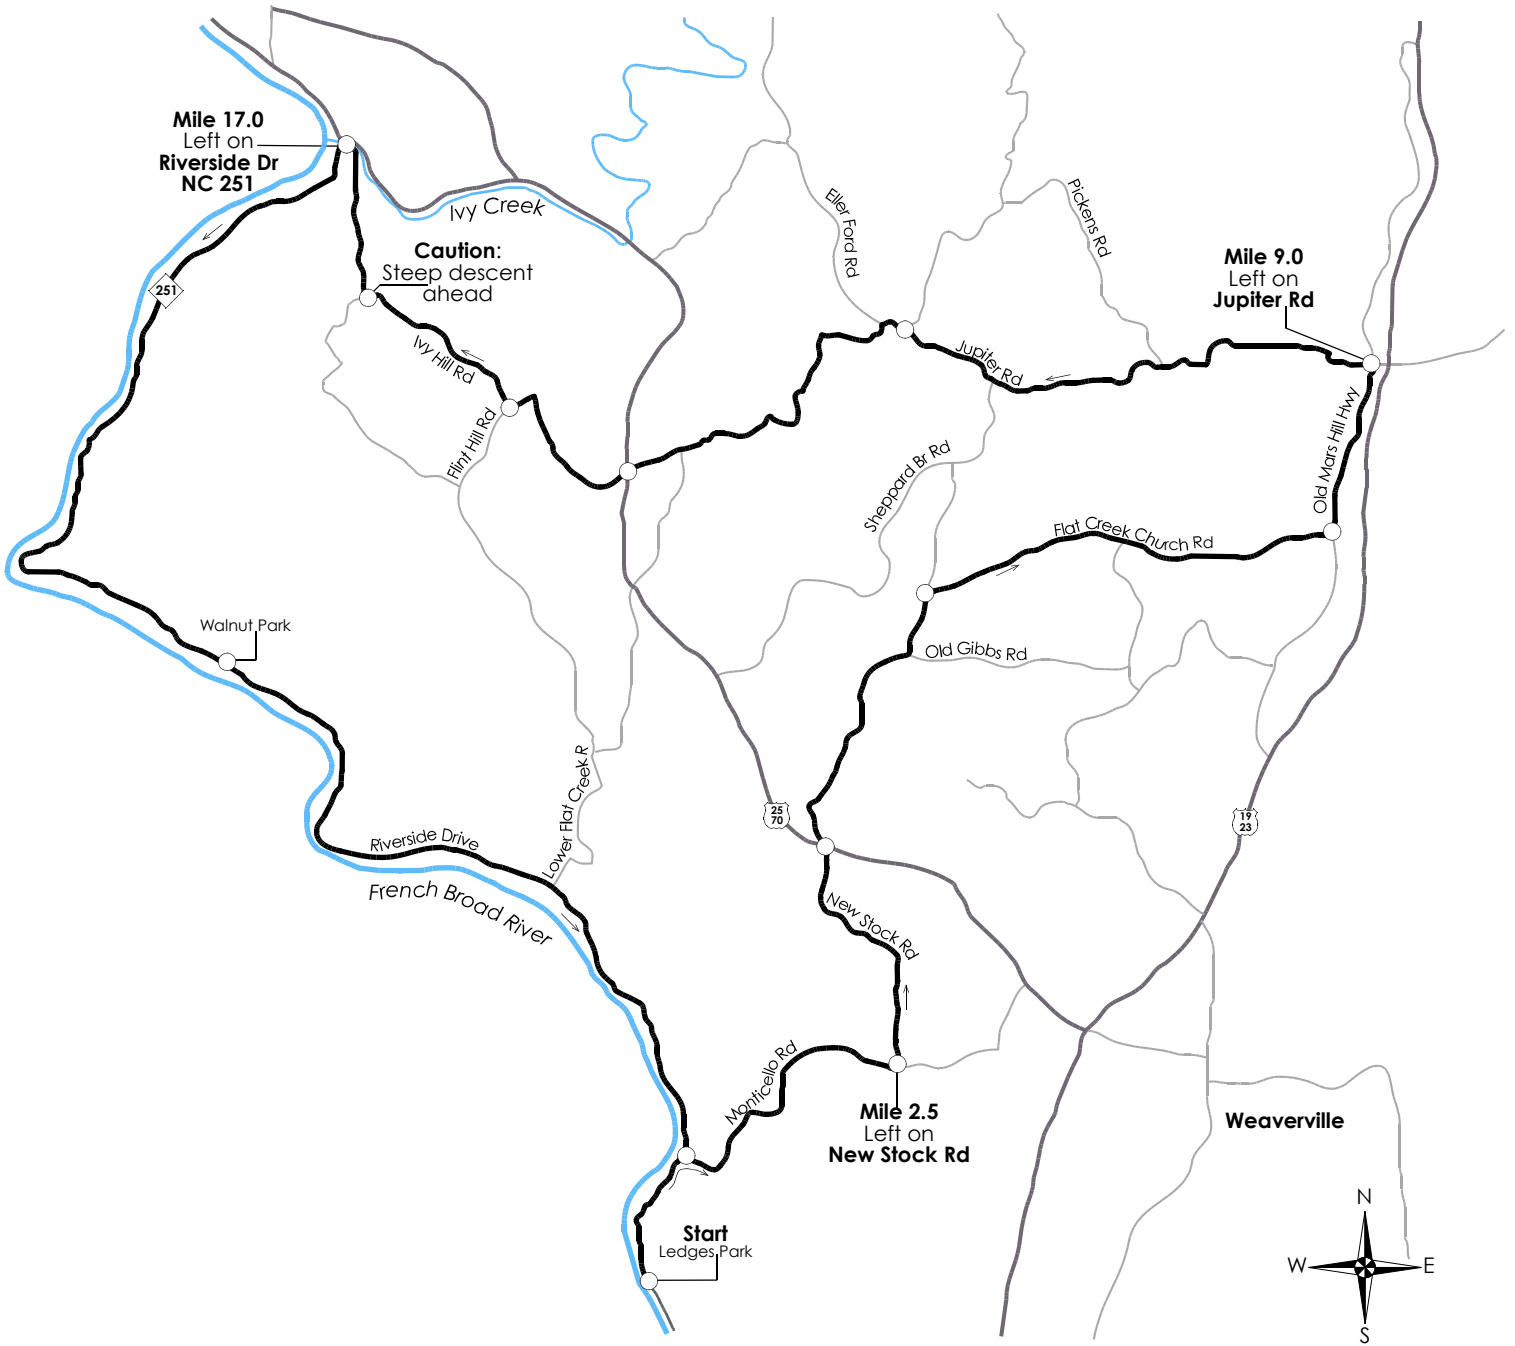 Mile 17.0
Left on
Riverside Dr
NC 251
Ivy Creek
Caution:
Steep descent
ahead
Eller Ford Rd
Pickens Rd
Mile 9.0
Left on
Jupiter Rd
251
Ivy Hill Rd
Jupiter Rd
Old Mars Hill Hwy
Flint Hill Rd
Sheppard Br Rd
Flat Creek Church Rd
Walnut Park
Old Gibbs Rd
Lower Flat Creek R
25
70
19
23
Riverside Drive
French Broad River
New Stock Rd
Monticello Rd
Mile 2.5
Left on
New Stock Rd
Weaverville
Start
Ledges Park
N
W
E
S